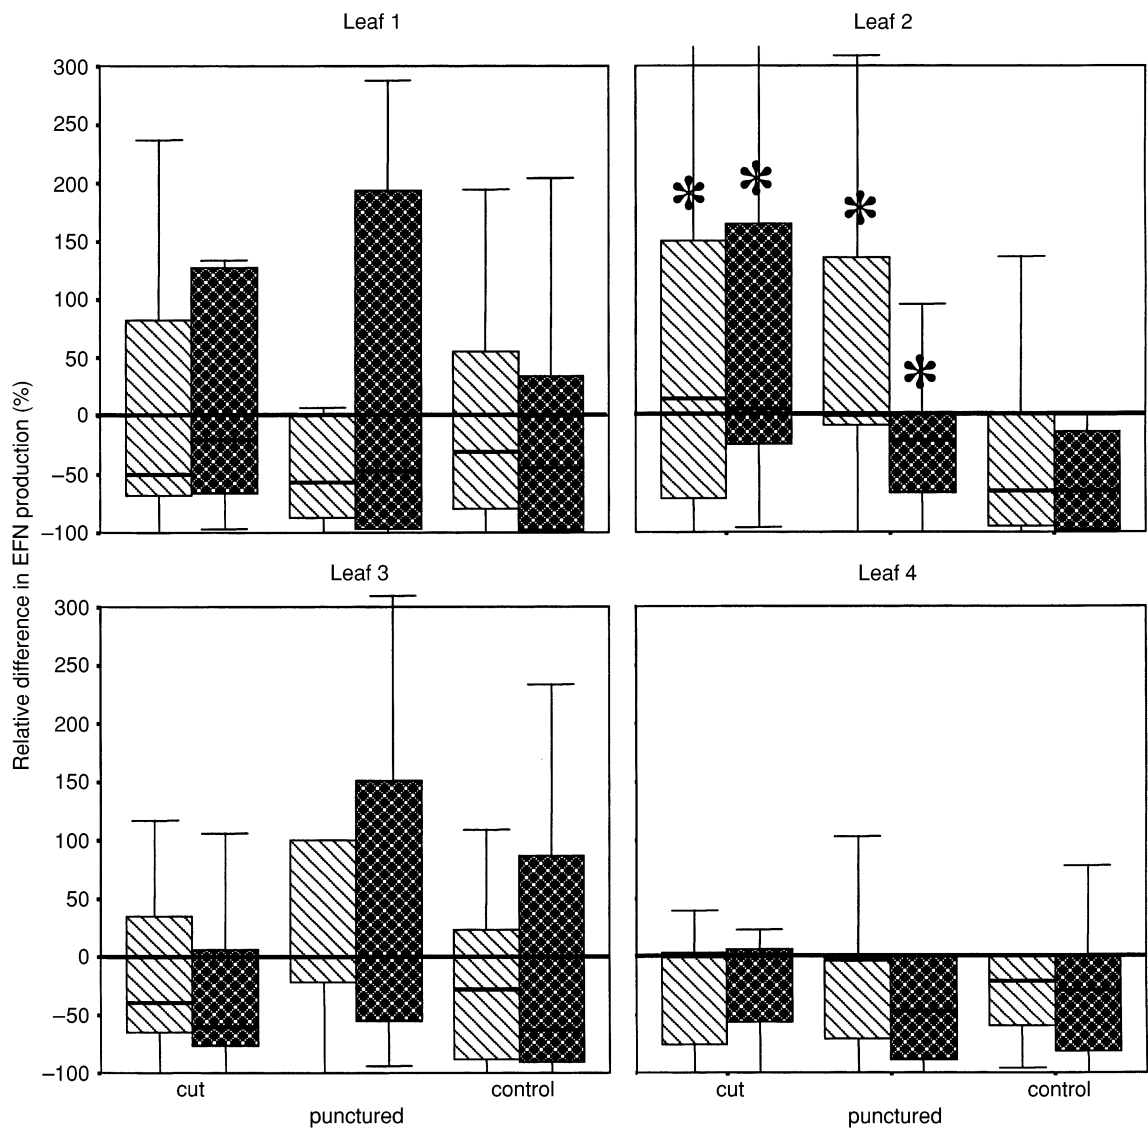 Leaf 1
Leaf 2
300
250
200
150
100
50
0
−50
−100
Leaf 3
Leaf 4
300
250
200
150
100
50
0
−50
−100
Relative difference in EFN production (%)
cut
punctured
control
cut
punctured
control